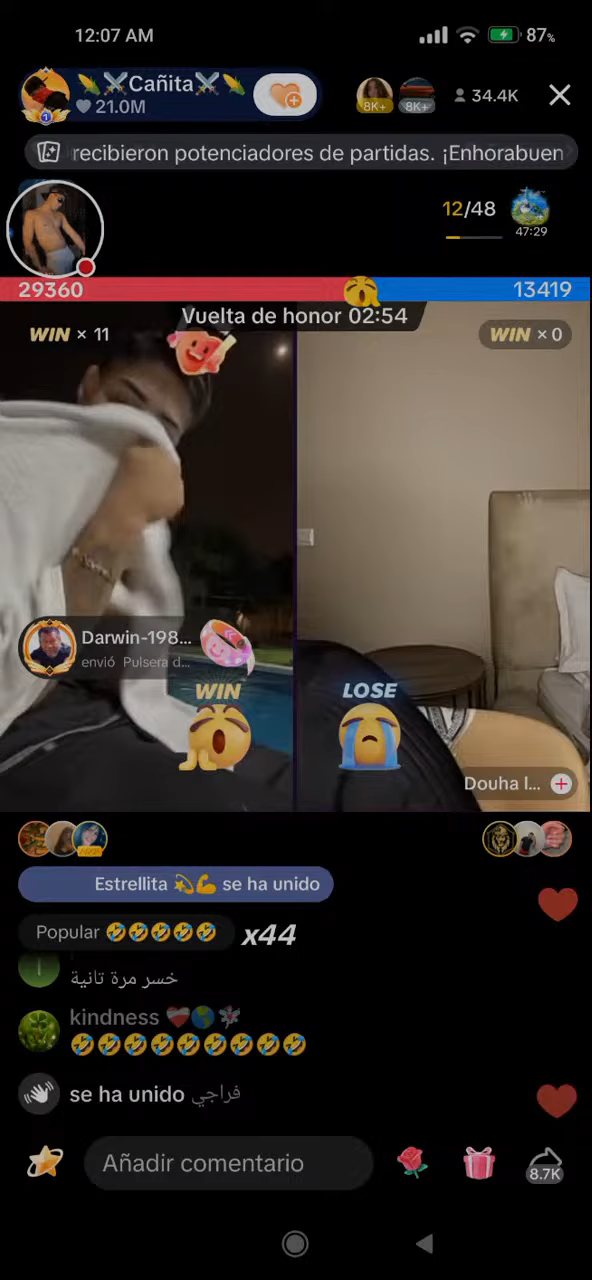 12:07 AM
87%
🌽⚔️Cañita⚔️🌽
21.0M
8K+
8K+
34.4K
recibieron potenciadores de partidas. ¡Enhorabuen
12/48
47:29
29360
13419
Vuelta de honor 02:54
WIN × 11
WIN × 0
Darwin-198...
envió Pulsera d...
WIN
LOSE
Douha l...
Estrellita 💫💪 se ha unido
Popular 🤣🤣🤣🤣🤣 x44
خسر مرة تانية
kindness ❤️‍🩹🌎🧚
🤣🤣🤣🤣🤣🤣🤣🤣🤣
se ha unido فراجي
Añadir comentario
8.7K